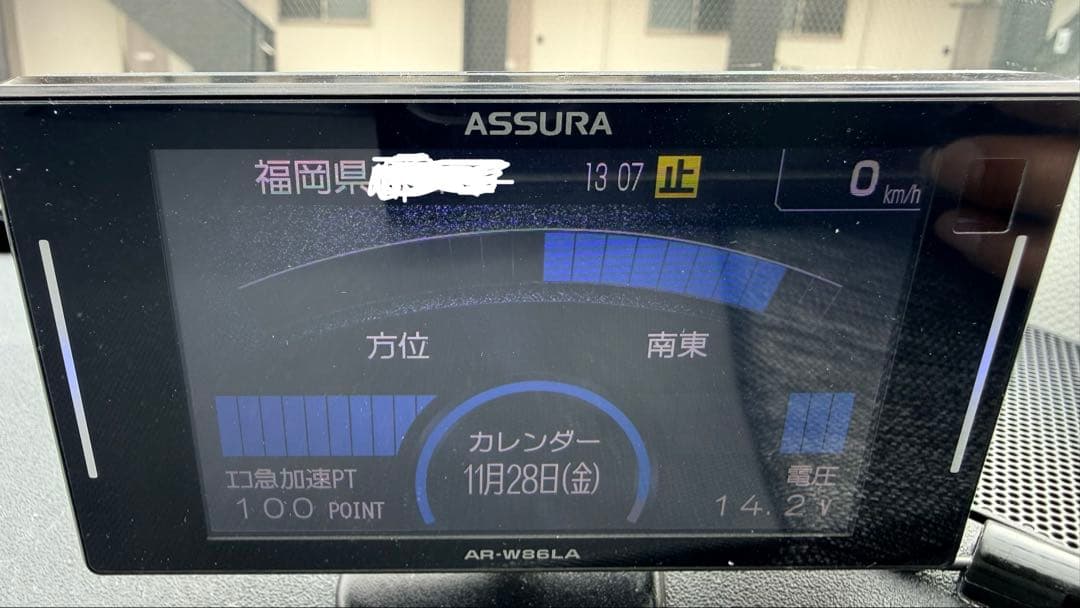 ASSURA
福岡県 13 07 止 0 km/h
方位 南東
カレンダー
11月28日(金)
エコ急加速PT 電圧
100 POINT 14.2 V
AR-W86LA